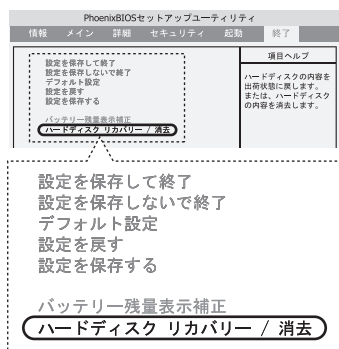 PhoenixBIOSセットアップユーティリティ
情報 メイン 詳細 セキュリティ 起動 終了
項目ヘルプ
設定を保存して終了
設定を保存しないで終了
デフォルト設定
設定を戻す
設定を保存する
バッテリー残量表示補正
ハードディスク リカバリー / 消去
ハードディスクの内容を
出荷状態に戻します。
または、ハードディスク
の内容を消去します。
設定を保存して終了
設定を保存しないで終了
デフォルト設定
設定を戻す
設定を保存する
バッテリー残量表示補正
ハードディスク リカバリー / 消去